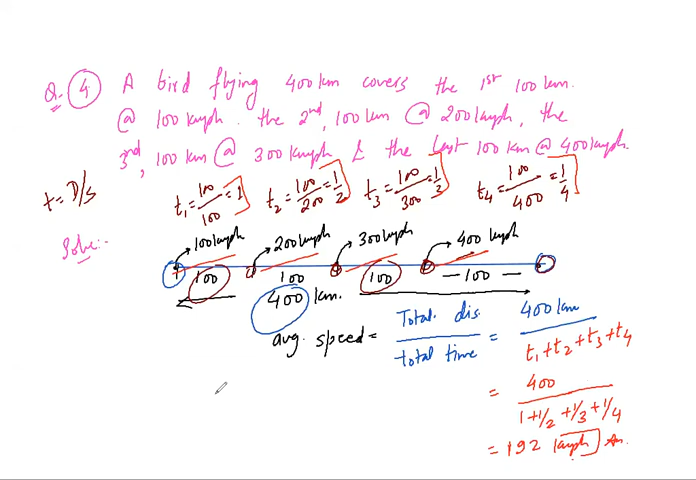 Q. 4 A bird flying 400 km covers the 1st 100 km.
@ 100 kmph. the 2nd, 100 km @ 200 kmph, the
3rd, 100 km @ 300 kmph & the last 100 km @ 400 kmph.
t = D/s t₁ = 100/100 = 1 t₂ = 100/200 = 1/2 t₃ = 100/300 = 1/3 t₄ = 100/400 = 1/4
Solve:-
100 kmph 200 kmph 300 kmph 400 kmph
100 100 100 100
400 km.
avg. speed = Total dis. / total time = 400 km / t₁ + t₂ + t₃ + t₄
= 400 / 1 + 1/2 + 1/3 + 1/4
= 192 kmph Ans.